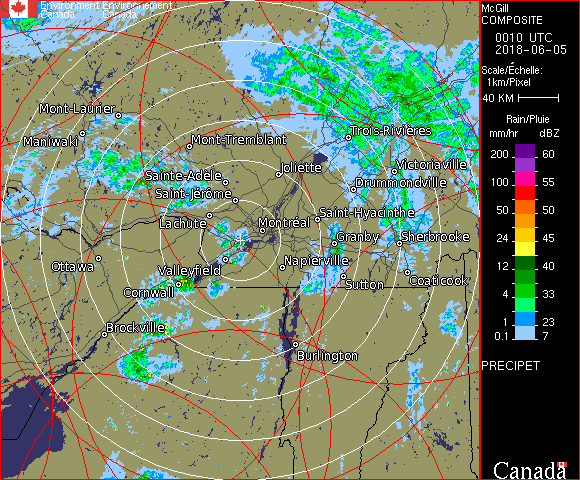 Environment Environnement
Canada Canada
McGill
COMPOSITE
0010 UTC
2018-06-05
Scale/Échelle:
1km/Pixel
40 KM
Rain/Pluie
mm/hr dBZ
200 60
150 57
100 55
50 50
24 45
12 40
4 33
1 23
0.1 7
PRECIPET
Canada
Mont-Laurier
Maniwaki
Mont-Tremblant
Trois-Rivières
Joliette
Victoriaville
Sainte-Adèle
Drummondville
Saint-Jérôme
Saint-Hyacinthe
Lachute
Montréal
Granby
Sherbrooke
Ottawa
Valleyfield
Napierville
Cornwall
Sutton
Coaticook
Brockville
Burlington